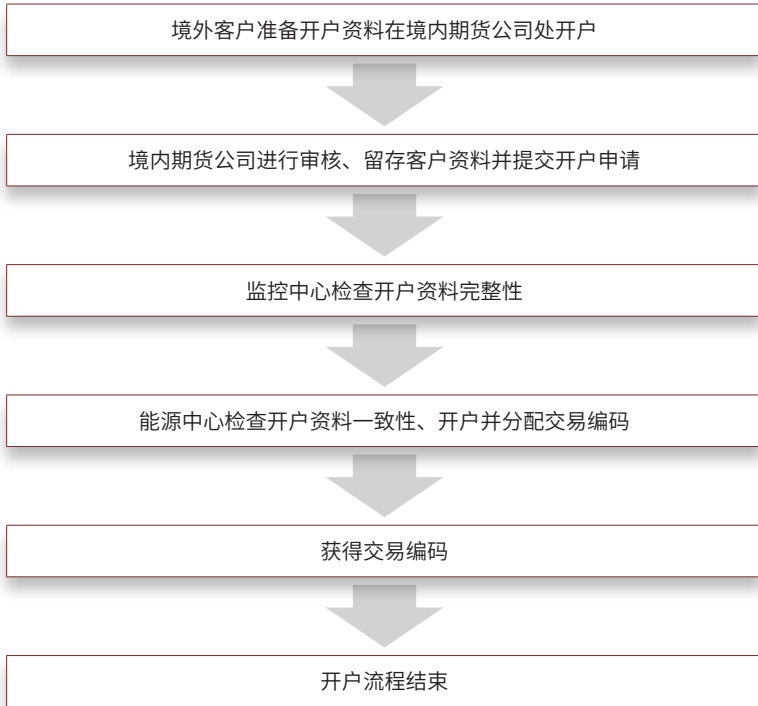 境外客户准备开户资料在境内期货公司处开户
境内期货公司进行审核、留存客户资料并提交开户申请
监控中心检查开户资料完整性
能源中心检查开户资料一致性、开户并分配交易编码
获得交易编码
开户流程结束